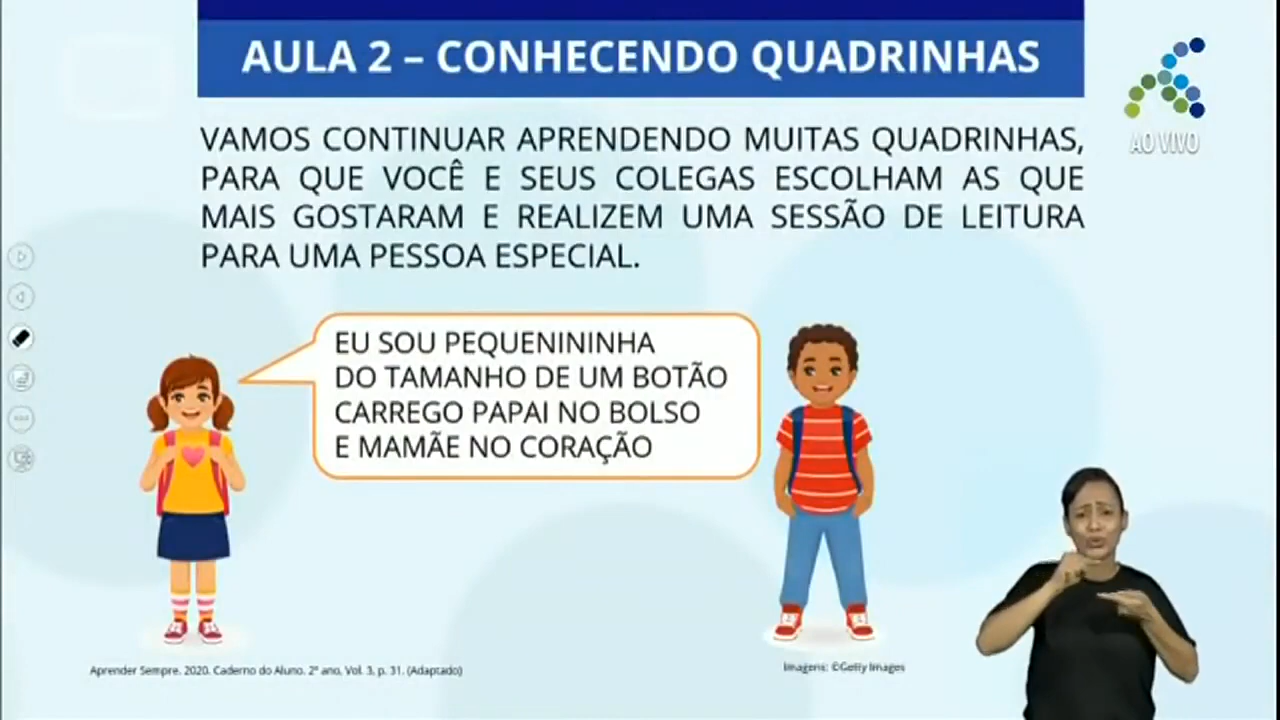 AULA 2 – CONHECENDO QUADRINHAS
AO VIVO
VAMOS CONTINUAR APRENDENDO MUITAS QUADRINHAS,
PARA QUE VOCÊ E SEUS COLEGAS ESCOLHAM AS QUE
MAIS GOSTARAM E REALIZEM UMA SESSÃO DE LEITURA
PARA UMA PESSOA ESPECIAL.
EU SOU PEQUENININHA
DO TAMANHO DE UM BOTÃO
CARREGO PAPAI NO BOLSO
E MAMÃE NO CORAÇÃO
Aprender Sempre. 2020. Caderno do Aluno. 2º ano, Vol. 3, p. 31. (Adaptado)
Imagens: ©Getty Images